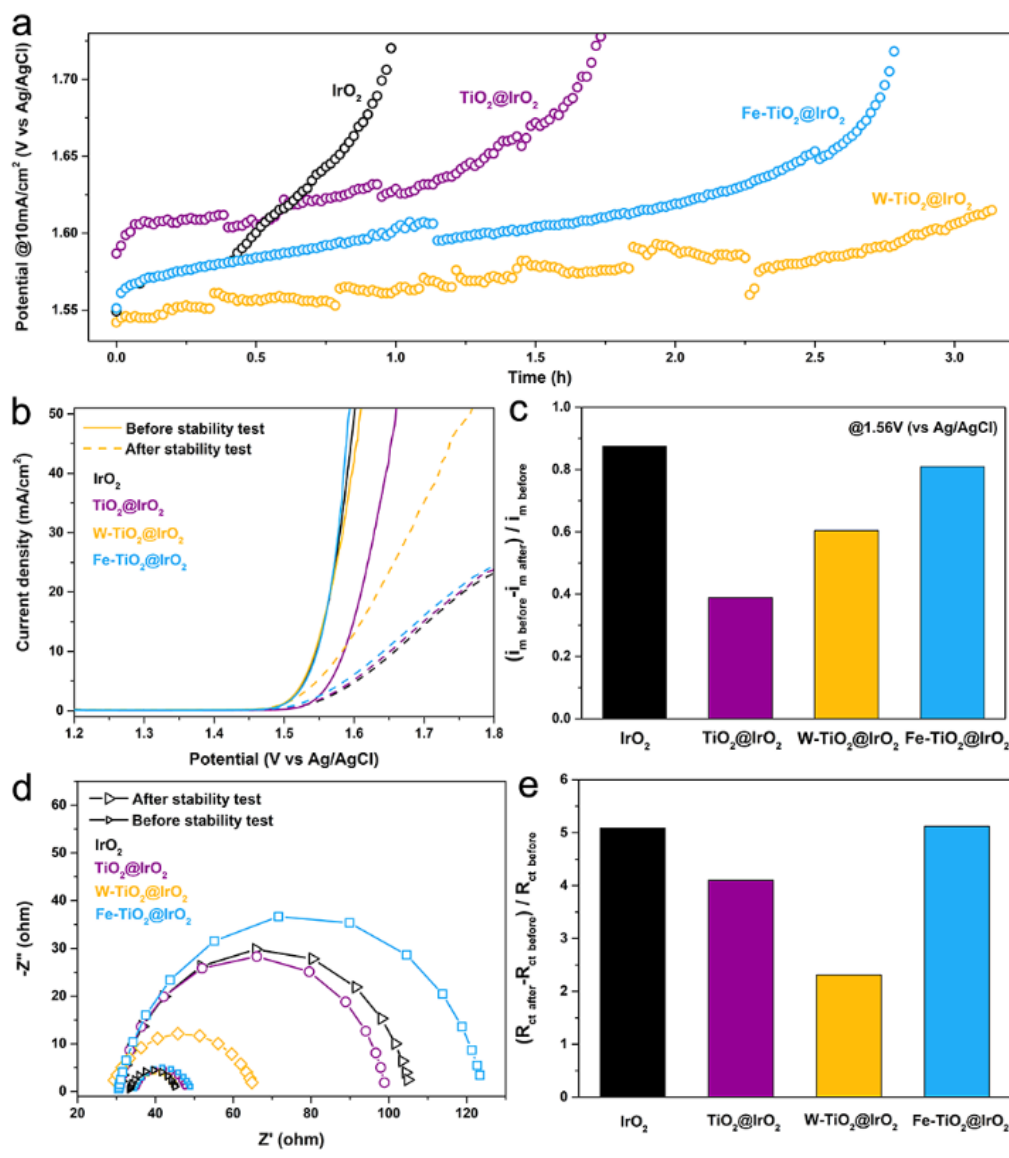 a
Potential @10mA/cm² (V vs Ag/AgCl)
1.70
1.65
1.60
1.55
IrO₂
TiO₂@IrO₂
Fe-TiO₂@IrO₂
W-TiO₂@IrO₂
0.0 0.5 1.0 1.5 2.0 2.5 3.0
Time (h)
b
Current density (mA/cm²)
50
40
30
20
10
0
Before stability test
After stability test
IrO₂
TiO₂@IrO₂
W-TiO₂@IrO₂
Fe-TiO₂@IrO₂
1.2 1.3 1.4 1.5 1.6 1.7 1.8
Potential (V vs Ag/AgCl)
c
(i m before-i m after) / i m before
1.0
0.8
0.6
0.4
0.2
0.0
@1.56V (vs Ag/AgCl)
IrO₂ TiO₂@IrO₂ W-TiO₂@IrO₂ Fe-TiO₂@IrO₂
d
-Z'' (ohm)
60
50
40
30
20
10
0
After stability test
Before stability test
IrO₂
TiO₂@IrO₂
W-TiO₂@IrO₂
Fe-TiO₂@IrO₂
20 40 60 80 100 120
Z' (ohm)
e
(R ct after-R ct before) / R ct before
6
5
4
3
2
1
0
IrO₂ TiO₂@IrO₂ W-TiO₂@IrO₂ Fe-TiO₂@IrO₂